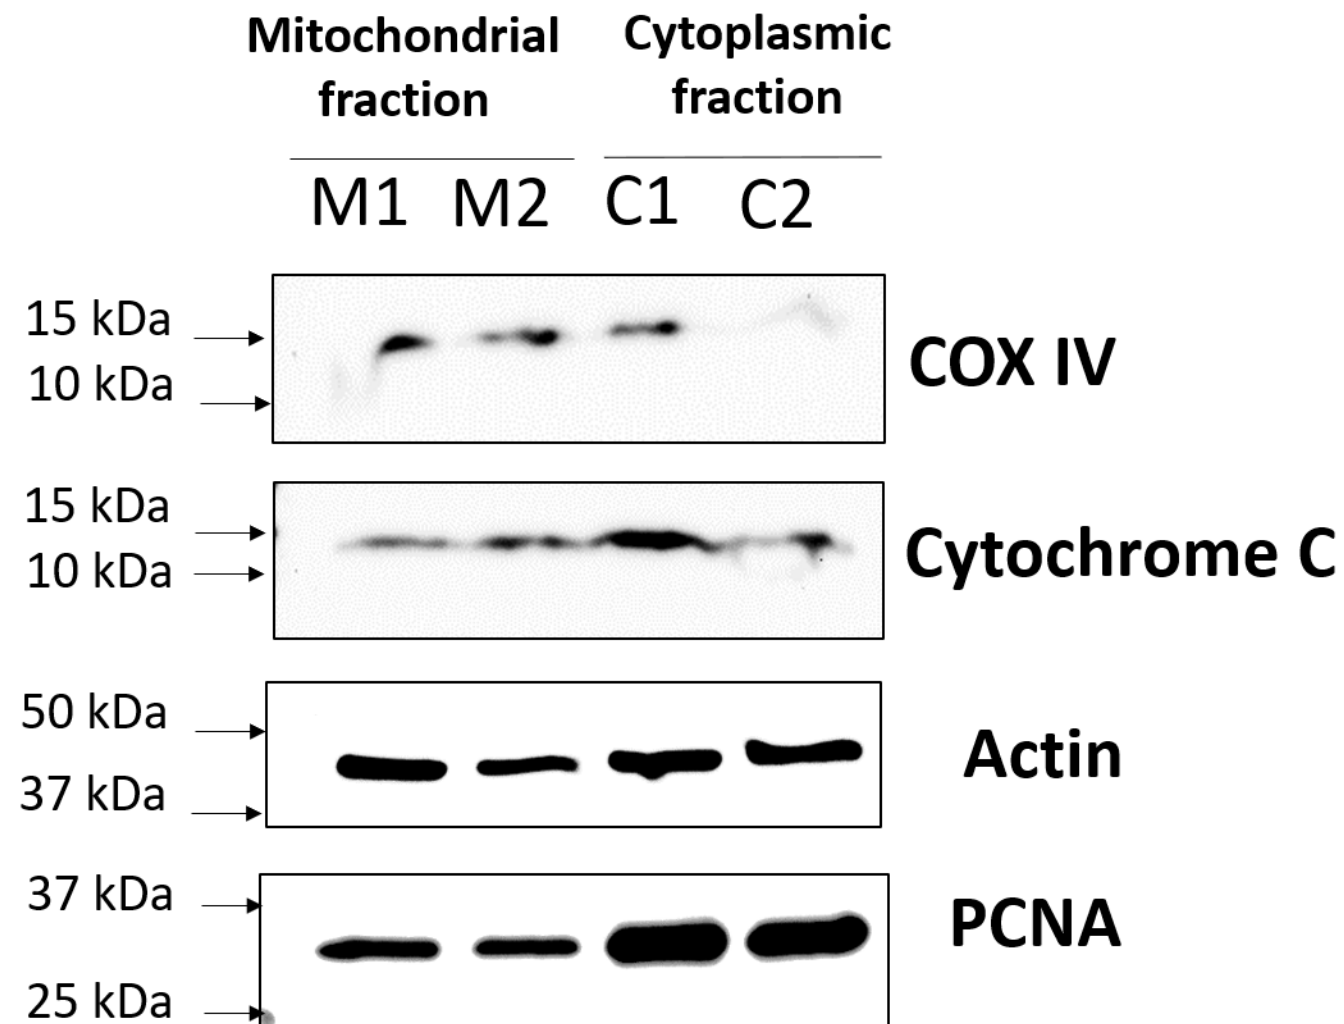 Mitochondrial
fraction
Cytoplasmic
fraction
M1 M2 C1 C2
15 kDa
10 kDa
COX IV
15 kDa
10 kDa
Cytochrome C
50 kDa
37 kDa
Actin
37 kDa
25 kDa
PCNA